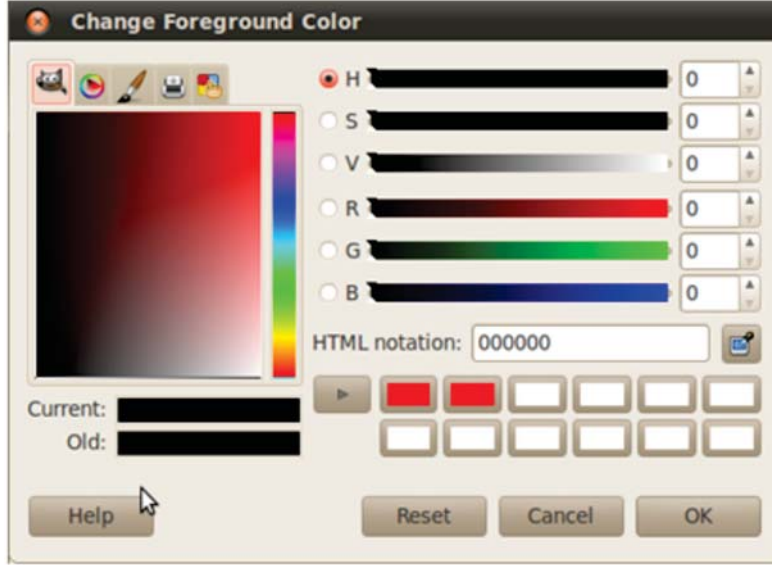 Change Foreground Color
H 0
S 0
V 0
R 0
G 0
B 0
HTML notation: 000000
Current:
Old:
Help Reset Cancel OK